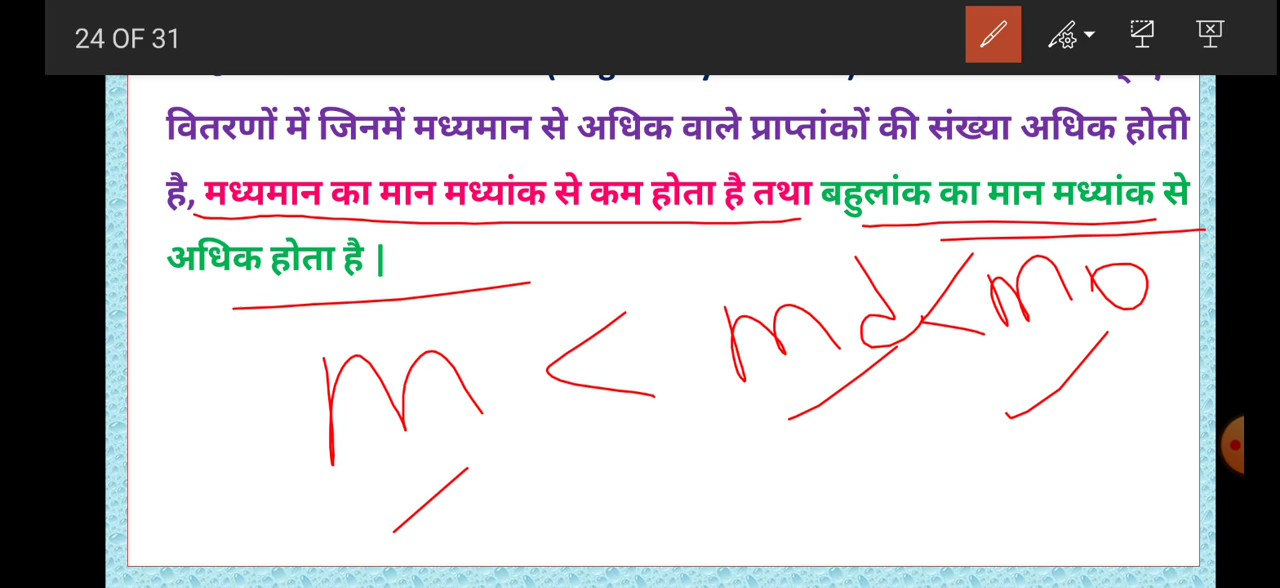 24 OF 31
वितरणों में जिनमें मध्यमान से अधिक वाले प्राप्तांकों की संख्या अधिक होती
है, मध्यमान का मान मध्यांक से कम होता है तथा बहुलांक का मान मध्यांक से
अधिक होता है |
M < Md < Mo